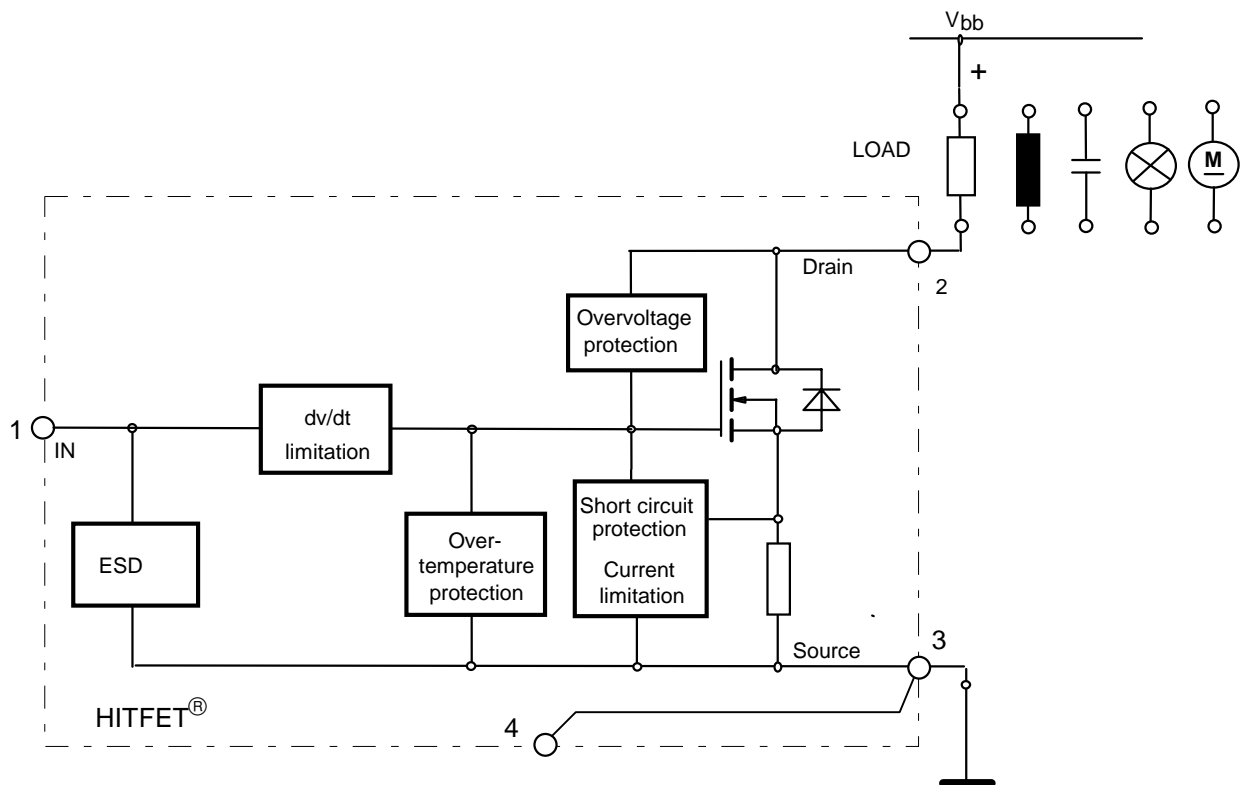 Vbb
+
LOAD
M
Drain
2
Overvoltage
protection
1
IN
dv/dt
limitation
ESD
Over-
temperature
protection
Short circuit
protection
Current
limitation
Source
3
HITFET®
4